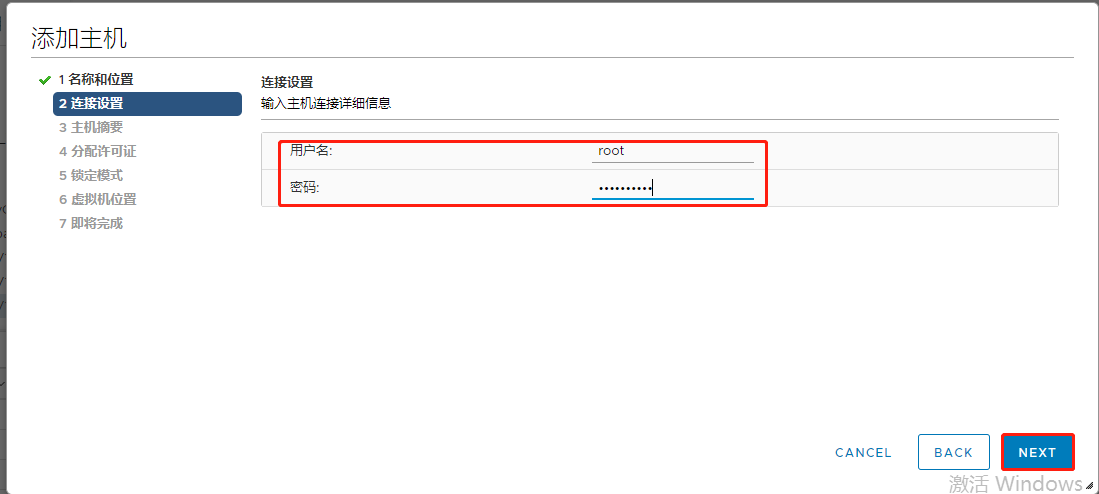 添加主机
1 名称和位置
2 连接设置
3 主机摘要
4 分配许可证
5 锁定模式
6 虚拟机位置
7 即将完成
连接设置
输入主机连接详细信息
用户名: root
密码: ••••••••••
CANCEL BACK NEXT
激活 Windows